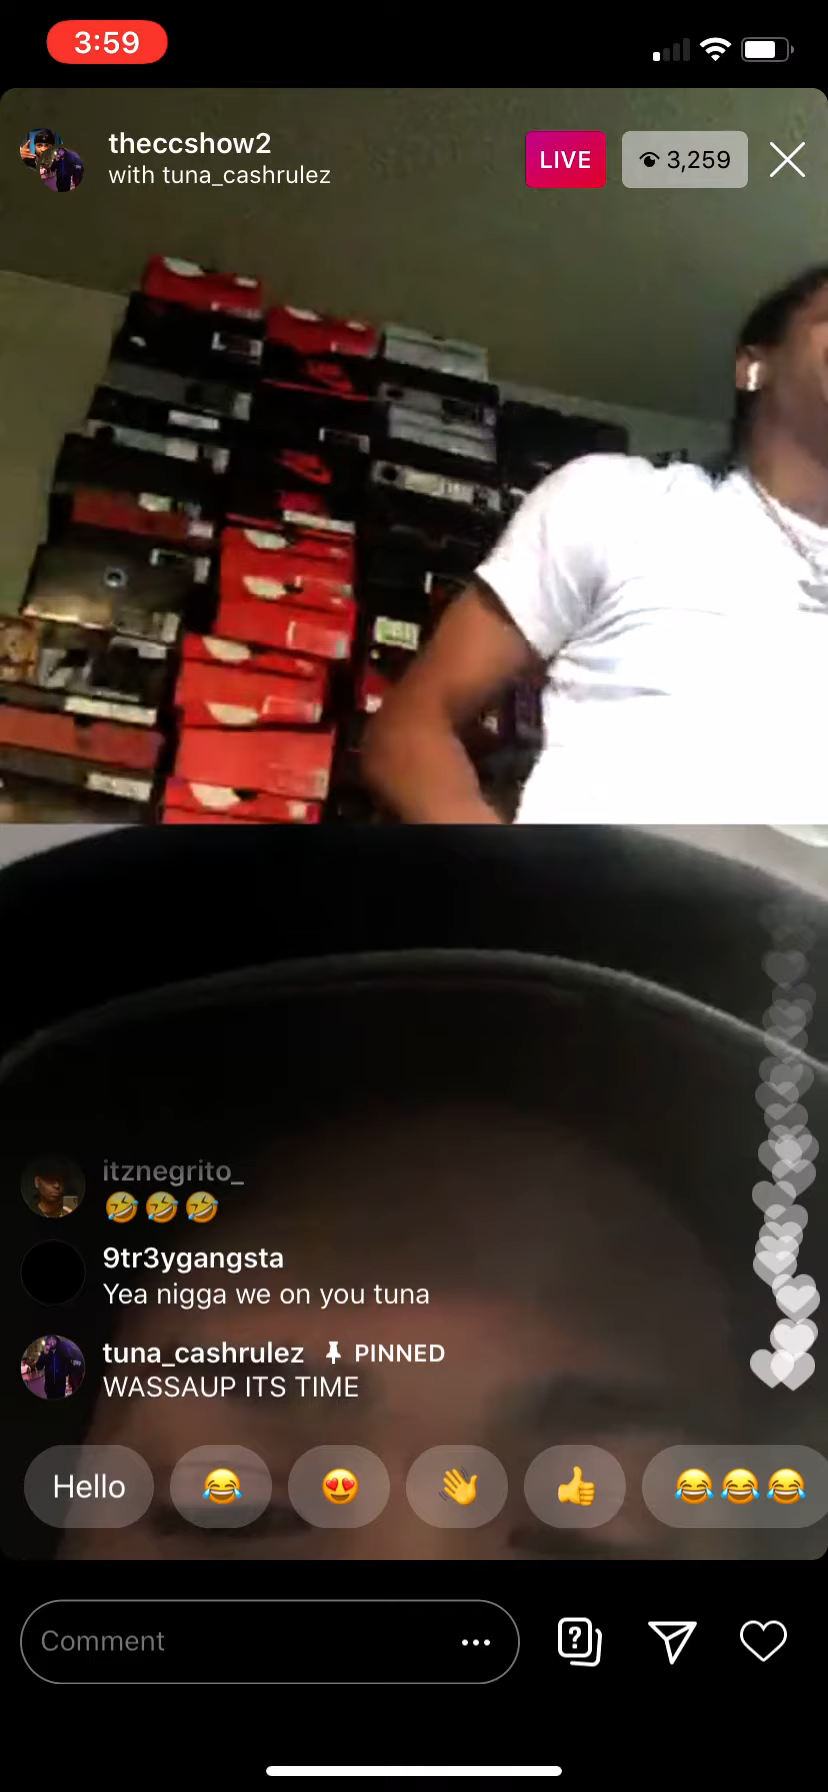 3:59
theccshow2
with tuna_cashrulez
LIVE
3,259
itznegrito_
🤣🤣🤣
9tr3ygangsta
Yea nigga we on you tuna
tuna_cashrulez PINNED
WASSAUP ITS TIME
Hello 😂 😍 👋 👍 😂😂😂
Comment